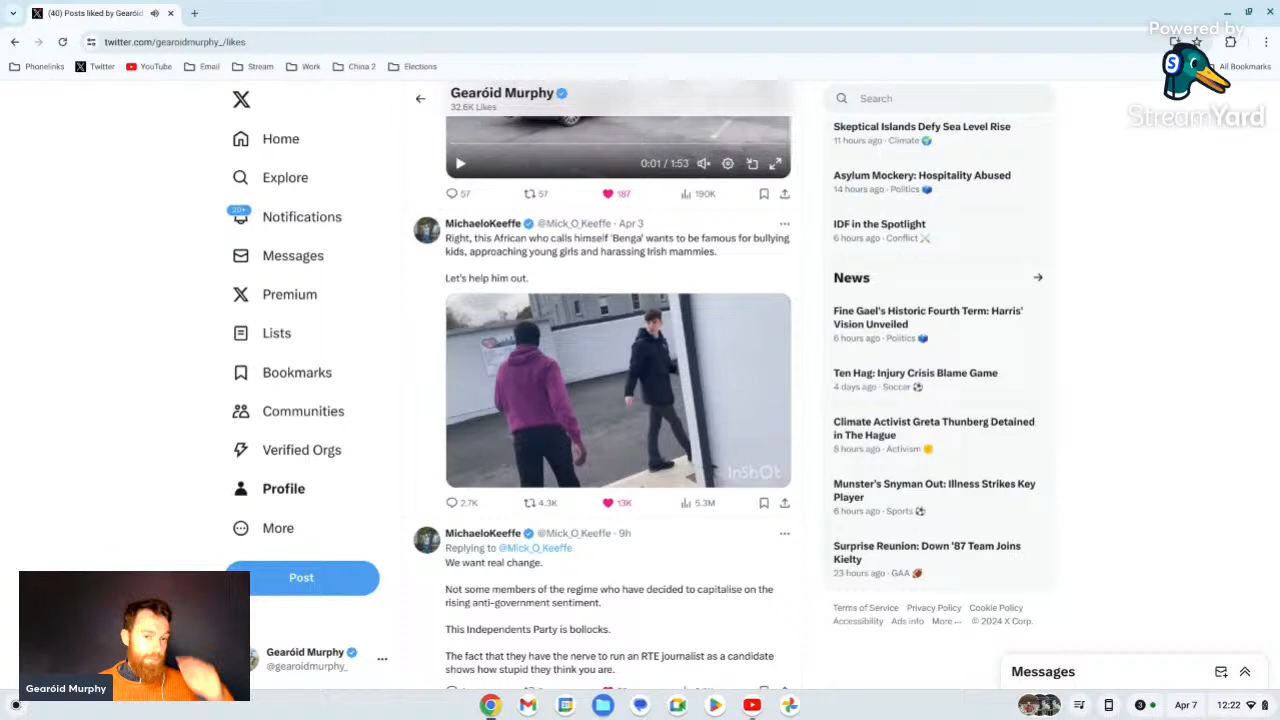 (40) Posts liked by Gearóid
Powered by
StreamYard
twitter.com/gearoidmurphy_/likes
Phonelinks
Twitter
YouTube
Email
Stream
Work
China 2
Elections
All Bookmarks
Home
Explore
20+
Notifications
Messages
Premium
Lists
Bookmarks
Communities
Verified Orgs
Profile
More
Post
Gearóid Murphy
@gearoidmurphy_
Gearóid Murphy
Gearóid Murphy
32.6K Likes
0:01 / 1:53
57
57
187
190K
MichaeloKeeffe @Mick_O_Keeffe · Apr 3
Right, this African who calls himself 'Benga' wants to be famous for bullying
kids, approaching young girls and harassing Irish mammies.
Let's help him out.
InShOt
2.7K
4.3K
13K
5.3M
MichaeloKeeffe @Mick_O_Keeffe · 9h
Replying to @Mick_O_Keeffe
We want real change.
Not some members of the regime who have decided to capitalise on the
rising anti-government sentiment.
This Independents Party is bollocks.
The fact that they have the nerve to run an RTE journalist as a candidate
shows how stupid they think you are.
Search
Skeptical Islands Defy Sea Level Rise
11 hours ago · Climate
Asylum Mockery: Hospitality Abused
14 hours ago · Politics
IDF in the Spotlight
6 hours ago · Conflict
News
Fine Gael's Historic Fourth Term: Harris'
Vision Unveiled
6 hours ago · Politics
Ten Hag: Injury Crisis Blame Game
4 days ago · Soccer
Climate Activist Greta Thunberg Detained
in The Hague
8 hours ago · Activism
Munster's Snyman Out: Illness Strikes Key
Player
6 hours ago · Sports
Surprise Reunion: Down '87 Team Joins
Kielty
23 hours ago · GAA
Terms of Service Privacy Policy Cookie Policy
Accessibility Ads info More ··· © 2024 X Corp.
Messages
Apr 7
12:22